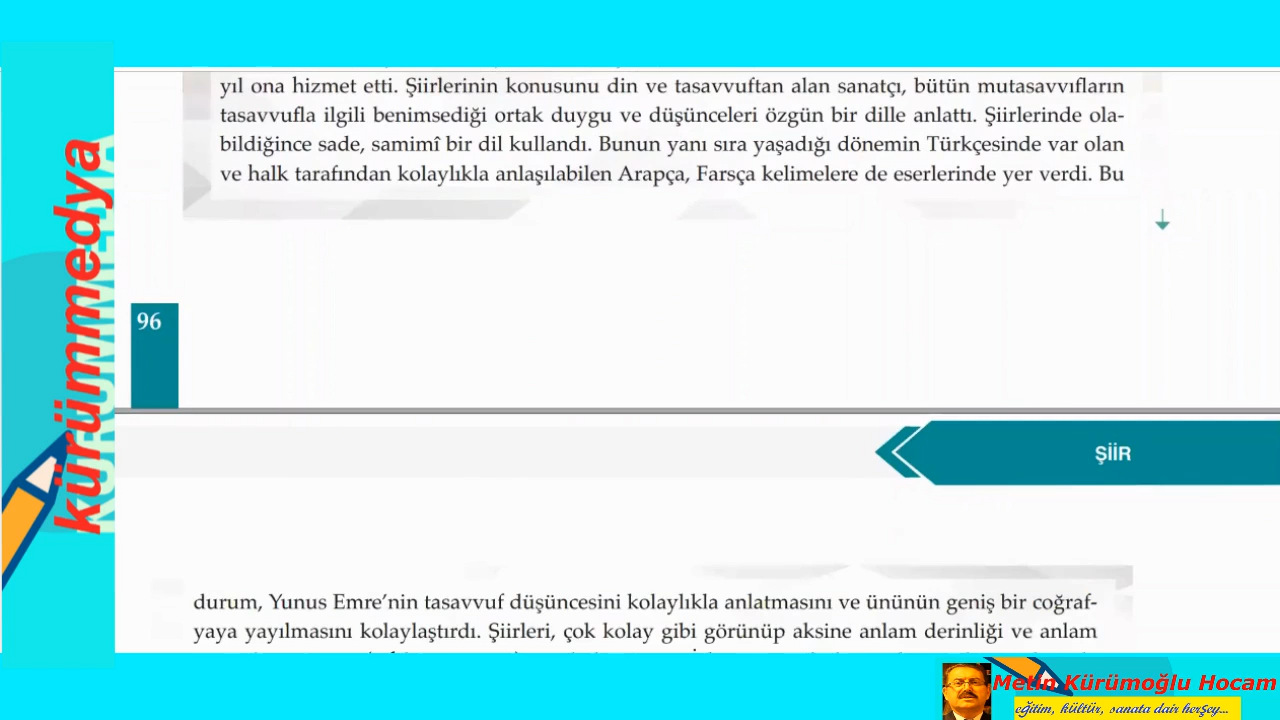 yıl ona hizmet etti. Şiirlerinin konusunu din ve tasavvuftan alan sanatçı, bütün mutasavvıfların
tasavvufla ilgili benimsediği ortak duygu ve düşünceleri özgün bir dille anlattı. Şiirlerinde ola-
bildiğince sade, samimî bir dil kullandı. Bunun yanı sıra yaşadığı dönemin Türkçesinde var olan
ve halk tarafından kolaylıkla anlaşılabilen Arapça, Farsça kelimelere de eserlerinde yer verdi. Bu
96
ŞİİR
durum, Yunus Emre’nin tasavvuf düşüncesini kolaylıkla anlatmasını ve ününün geniş bir coğraf-
yaya yayılmasını kolaylaştırdı. Şiirleri, çok kolay gibi görünüp aksine anlam derinliği ve anlam
kürümmedya
Metin Kürümoğlu Hocam
eğitim, kültür, sanata dair herşey...